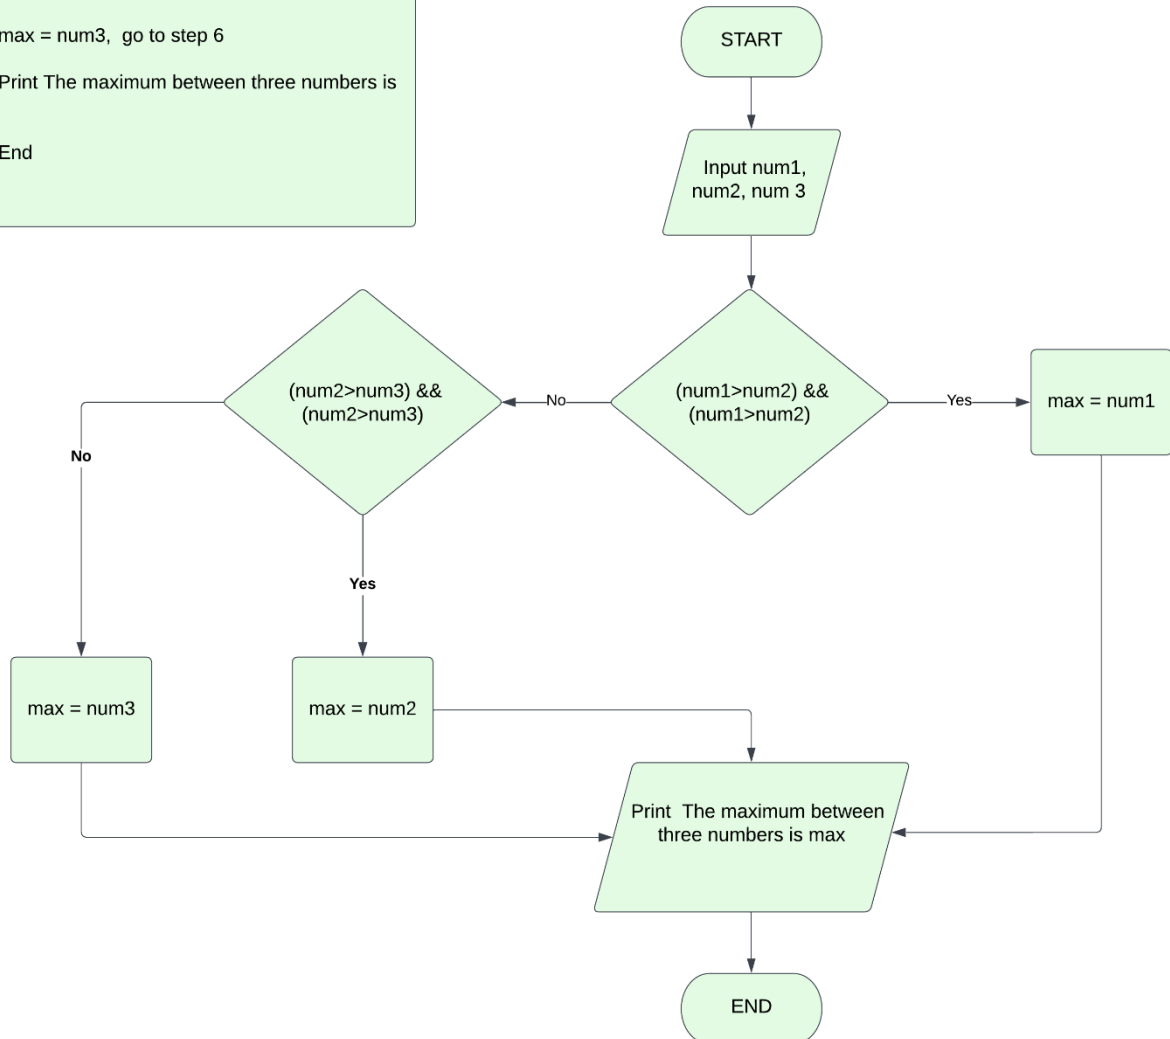 max = num3,  go to step 6
Print The maximum between three numbers is
End
START
Input num1,
num2, num 3
(num1>num2) &&
(num1>num2)
Yes
max = num1
No
(num2>num3) &&
(num2>num3)
No
Yes
max = num3
max = num2
Print  The maximum between
three numbers is max
END